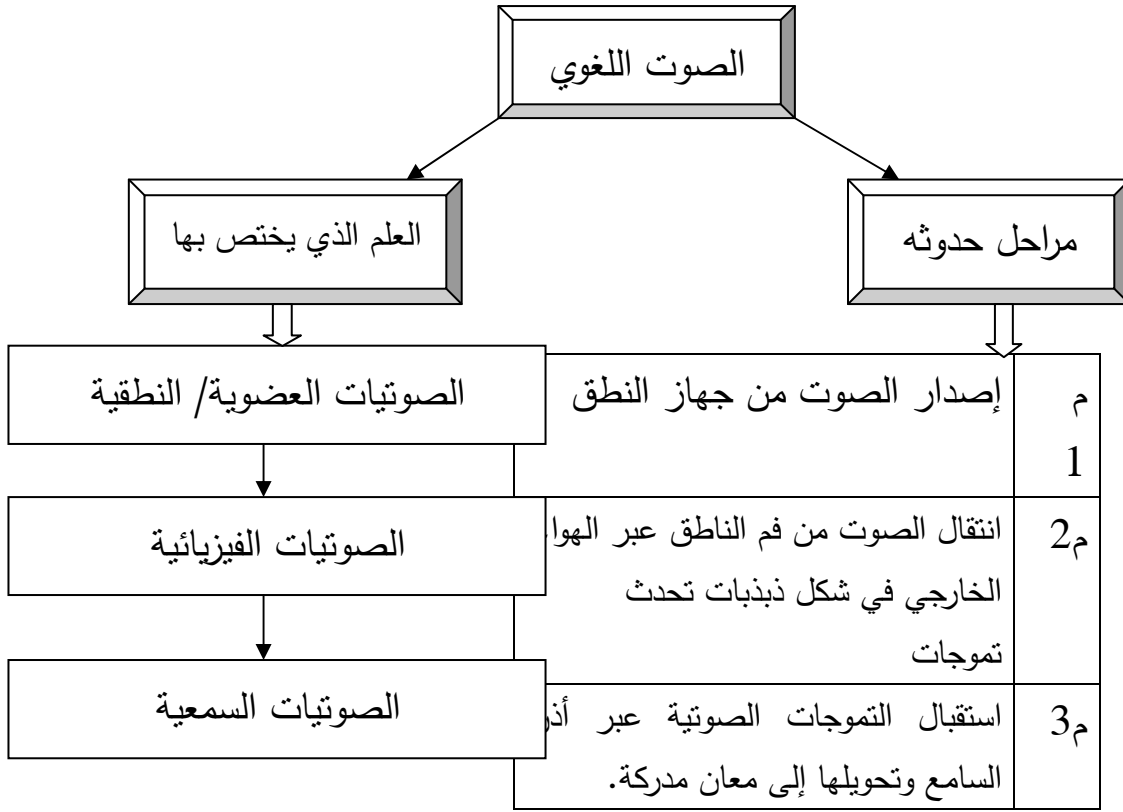 الصوت اللغوي
مراحل حدوثه
العلم الذي يختص بها
م
1
إصدار الصوت من جهاز النطق
الصوتيات العضوية/ النطقية
م2
انتقال الصوت من فم الناطق عبر
الخارجي في شكل ذبذبات تحدث
تموجات
الصوتيات الفيزيائية
م3
استقبال التموجات الصوتية عبر
السامع وتحويلها إلى معان مدركة.
الصوتيات السمعية